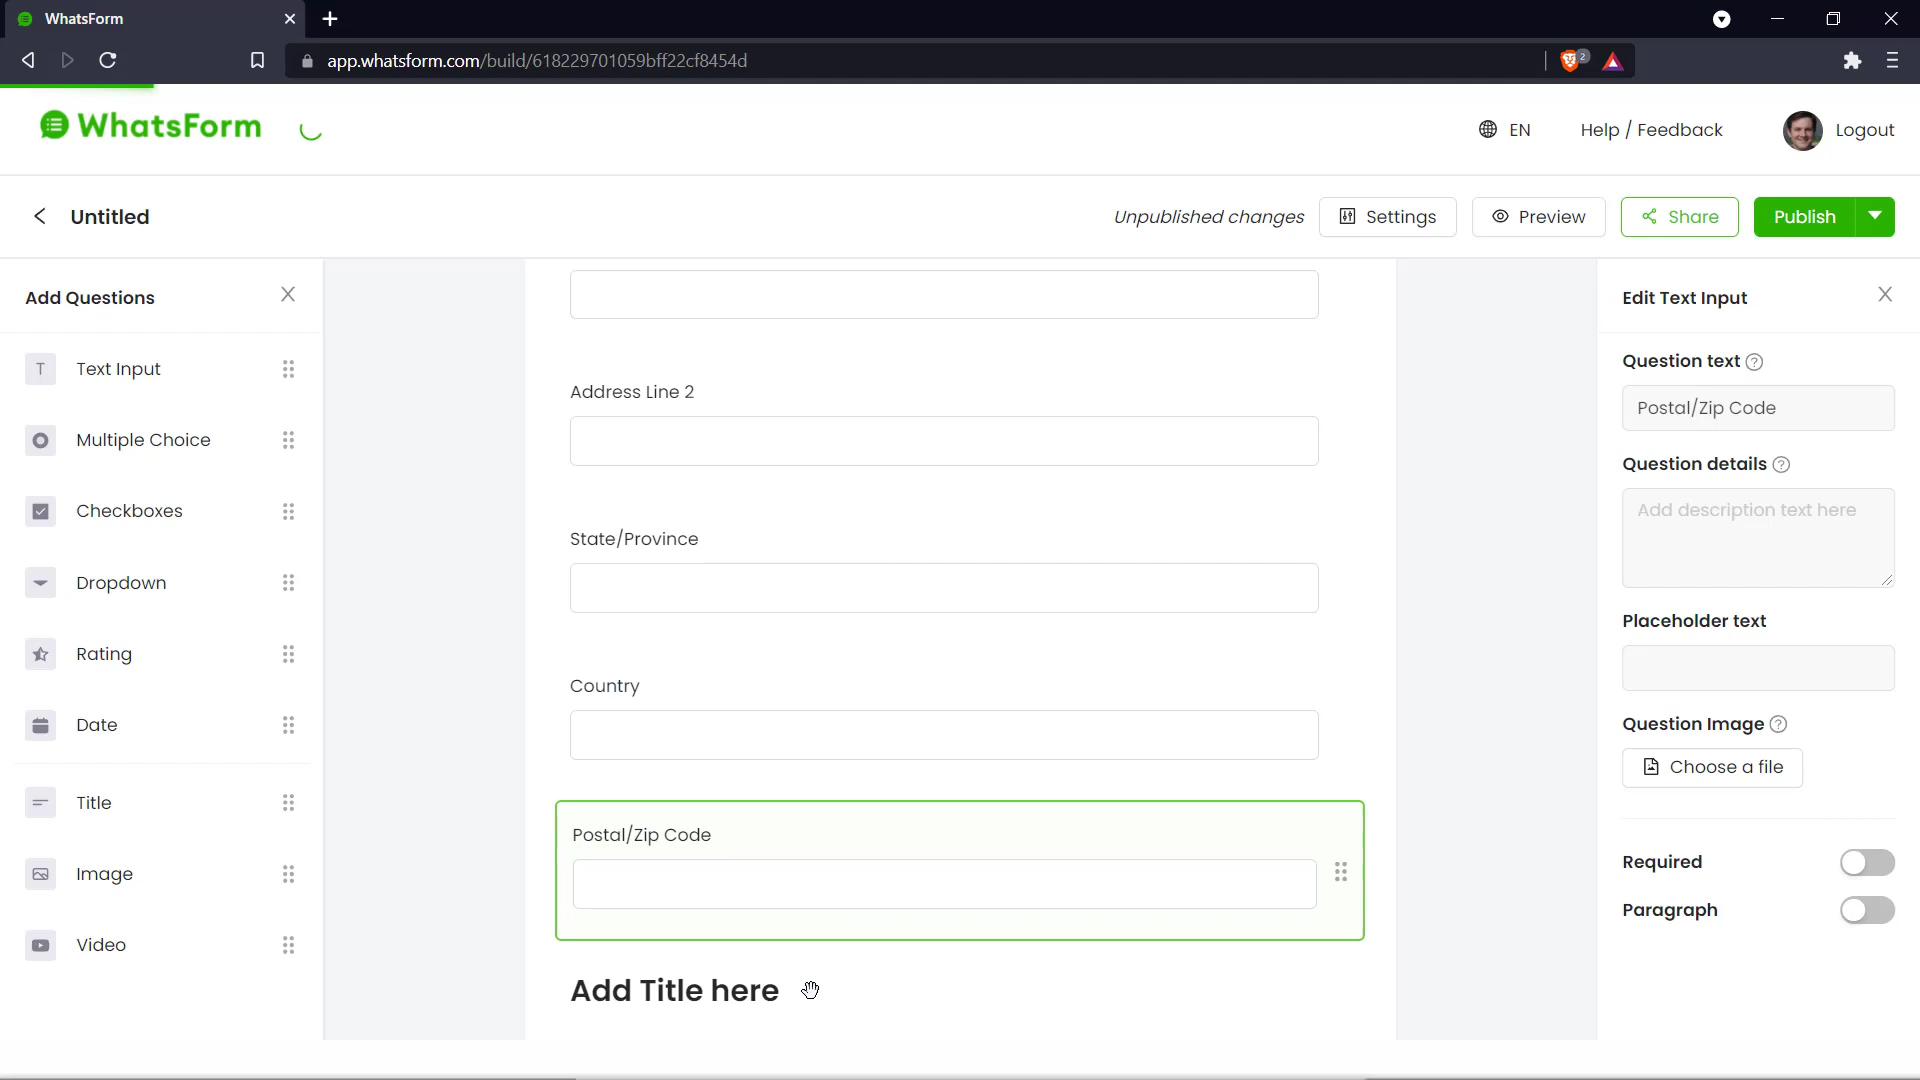 WhatsForm
app.whatsform.com/build/618229701059bff22cf8454d
2
WhatsForm
EN
Help / Feedback
Logout
Untitled
Unpublished changes
Settings
Preview
Share
Publish
Add Questions
Text Input
Multiple Choice
Checkboxes
Dropdown
Rating
Date
Title
Image
Video
Address Line 2
State/Province
Country
Postal/Zip Code
Add Title here
Edit Text Input
Question text
Postal/Zip Code
Question details
Add description text here
Placeholder text
Question Image
Choose a file
Required
Paragraph